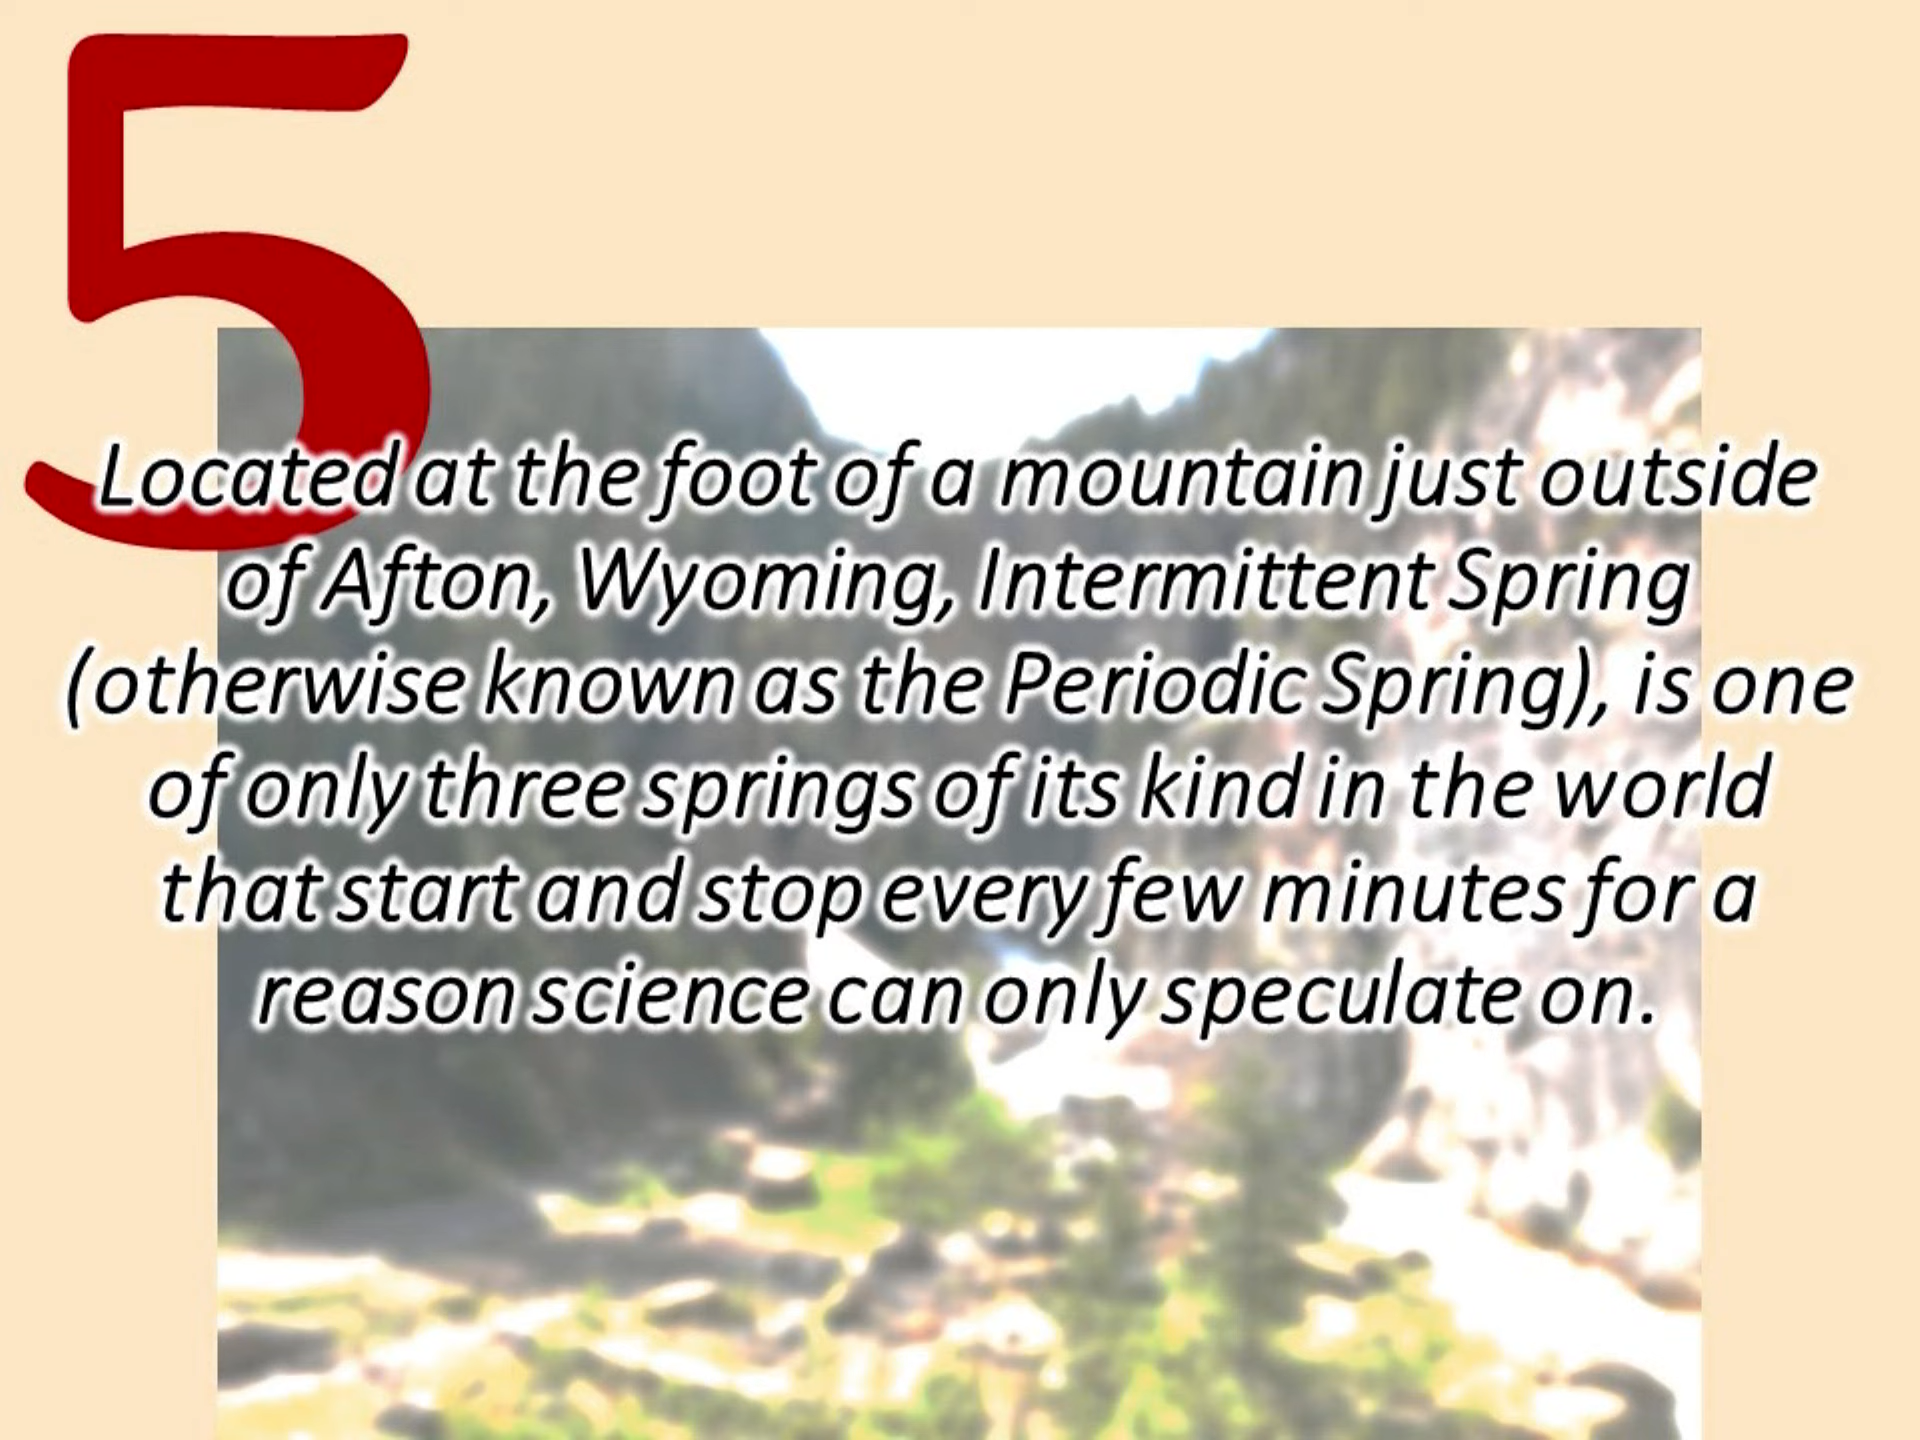 5
Located at the foot of a mountain just outside
of Afton, Wyoming, Intermittent Spring
(otherwise known as the Periodic Spring), is one
of only three springs of its kind in the world
that start and stop every few minutes for a
reason science can only speculate on.